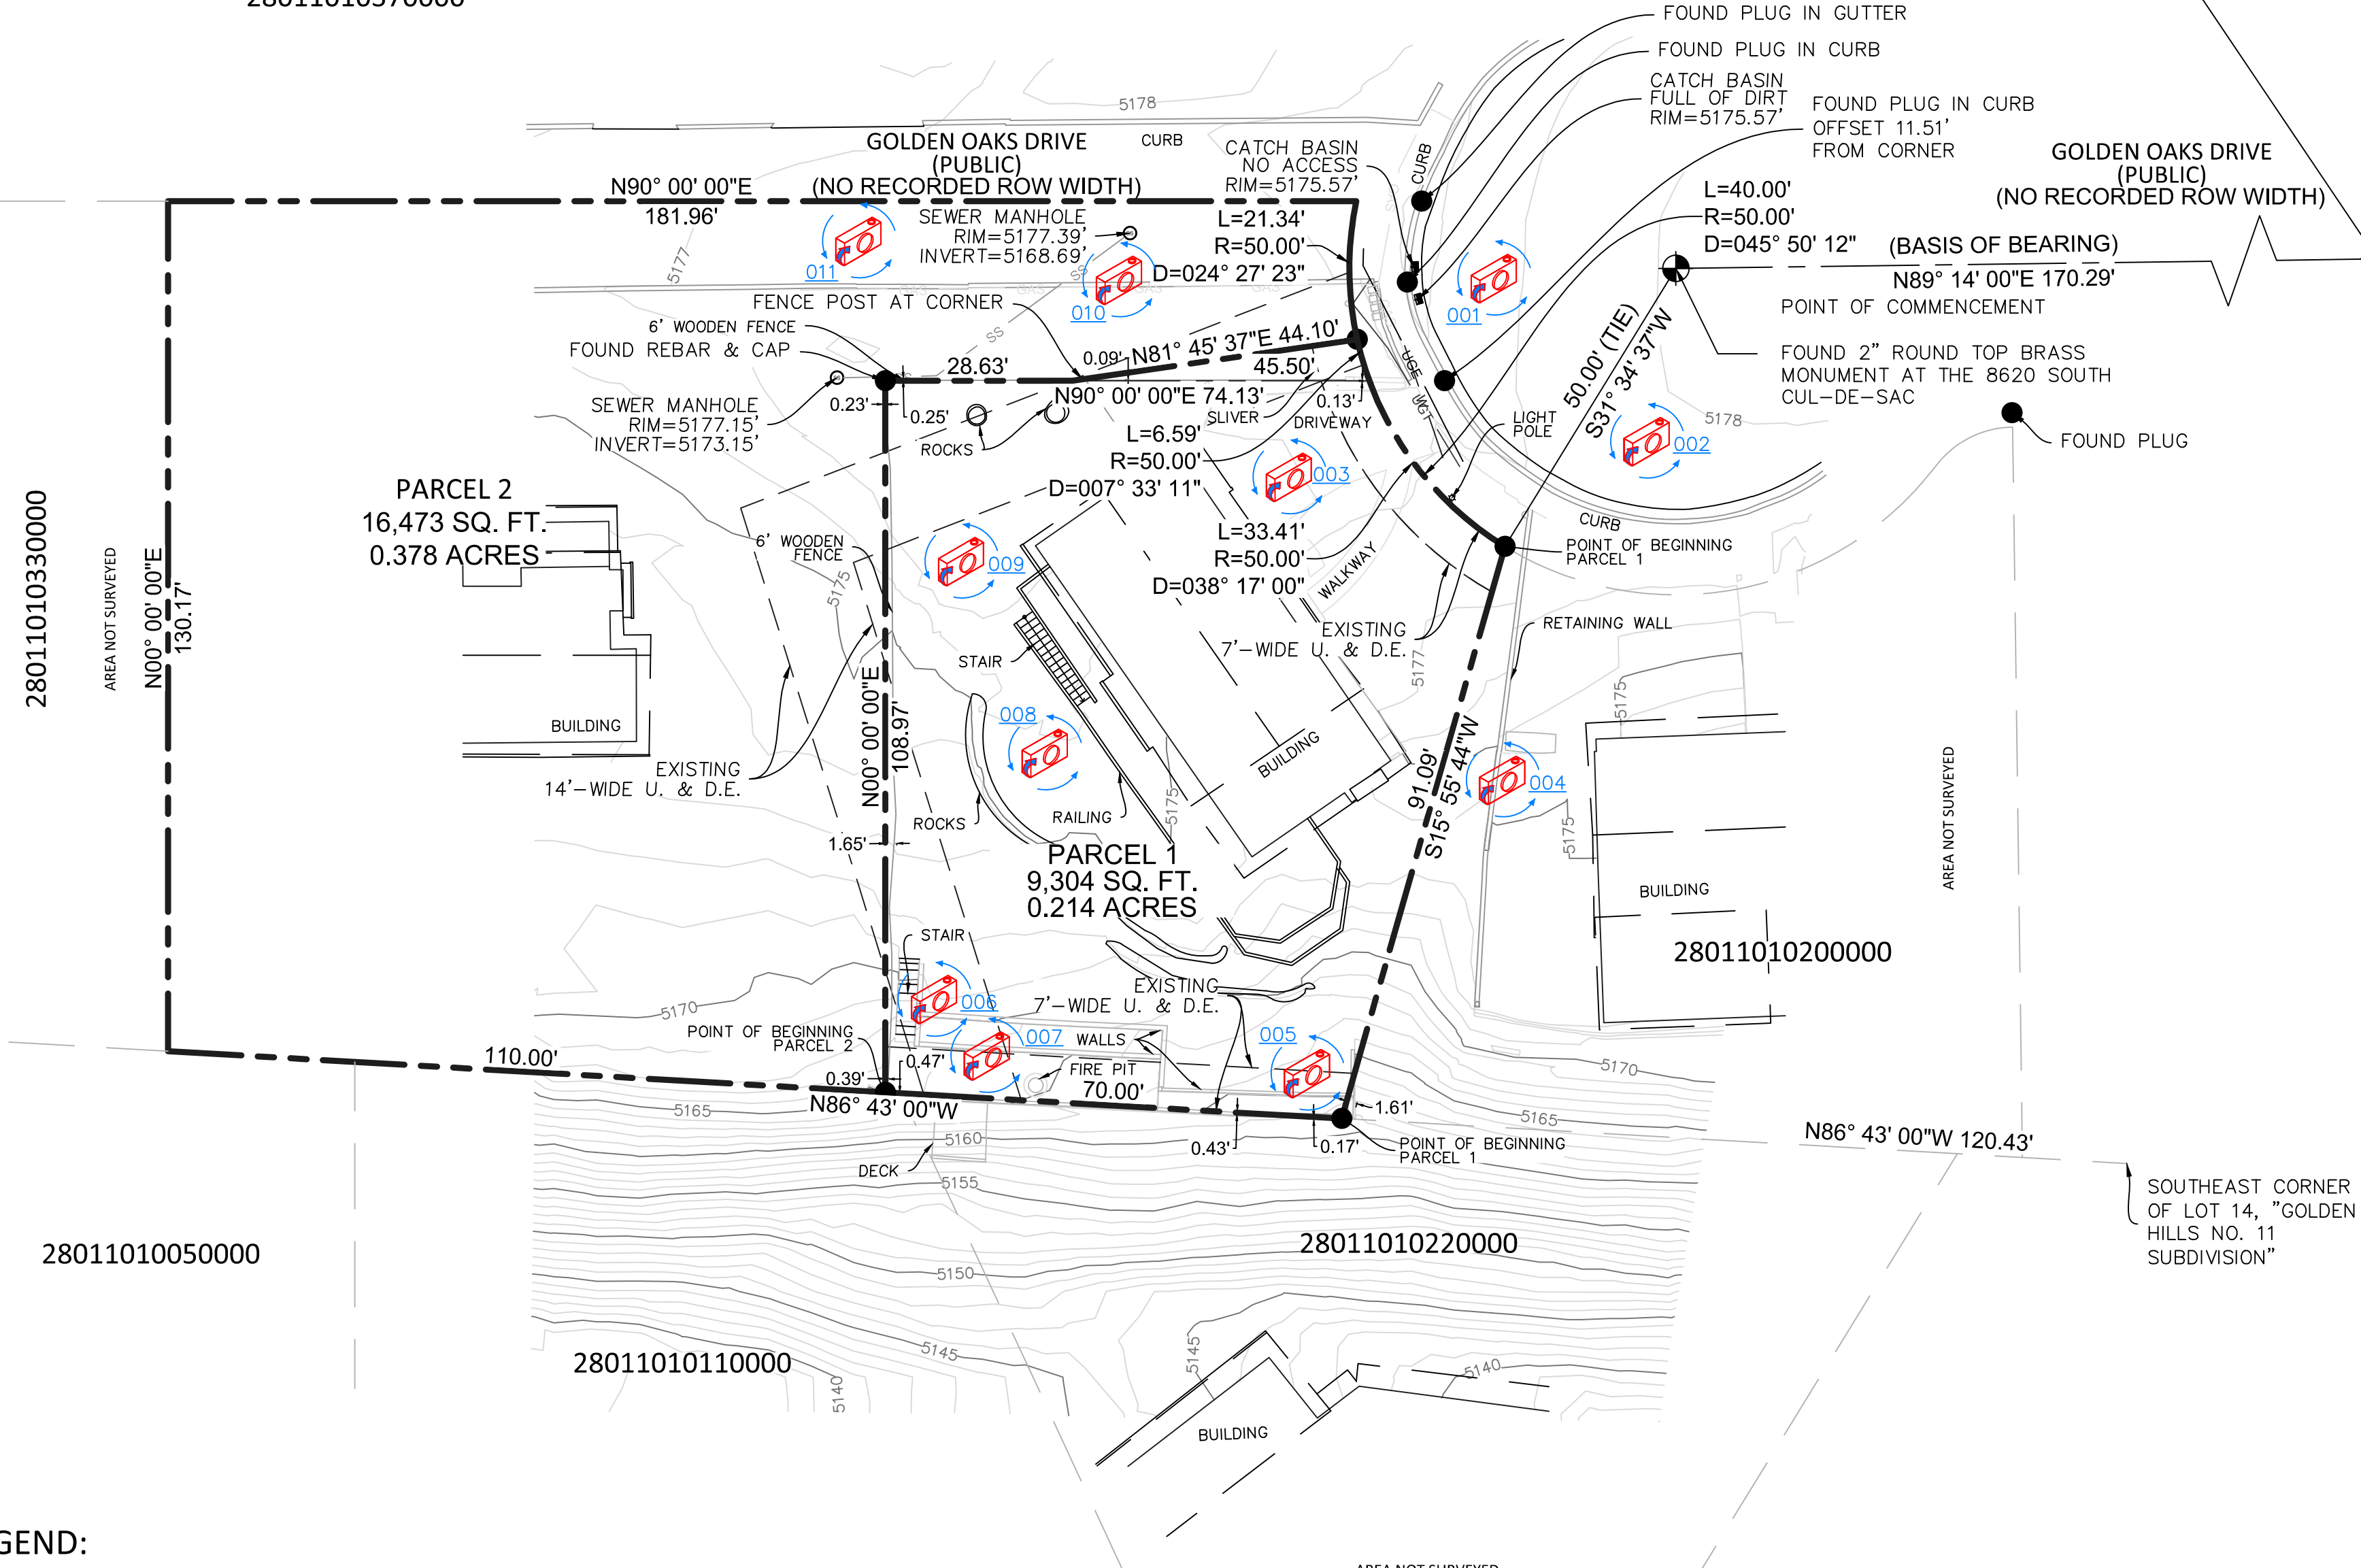 28011010370000
FOUND PLUG IN GUTTER
FOUND PLUG IN CURB
CATCH BASIN
FULL OF DIRT
RIM=5175.57'
FOUND PLUG IN CURB
OFFSET 11.51'
FROM CORNER
GOLDEN OAKS DRIVE
(PUBLIC)
(NO RECORDED ROW WIDTH)
5178
CURB
GOLDEN OAKS DRIVE
(PUBLIC)
(NO RECORDED ROW WIDTH)
CATCH BASIN
NO ACCESS
RIM=5175.57'
CURB
N90° 00' 00"E
181.96'
L=40.00'
R=50.00'
D=045° 50' 12"
(BASIS OF BEARING)
N89° 14' 00"E 170.29'
POINT OF COMMENCEMENT
FOUND 2" ROUND TOP BRASS
MONUMENT AT THE 8620 SOUTH
CUL-DE-SAC
FOUND PLUG
SEWER MANHOLE
RIM=5177.39'
INVERT=5168.69'
L=21.34'
R=50.00'
D=024° 27' 23"
5177
011
010
001
SS
GAS
GAS
GAS
GAS
SS
FENCE POST AT CORNER
6' WOODEN FENCE
FOUND REBAR & CAP
28.63'
0.09'
N81° 45' 37"E 44.10'
45.50'
N90° 00' 00"E 74.13'
0.23'
0.25'
0.13'
SLIVER
DRIVEWAY
UGE
UGT
W
LIGHT
POLE
50.00' (TIE)
S31° 34' 37"W
5178
002
SEWER MANHOLE
RIM=5177.15'
INVERT=5173.15'
ROCKS
L=6.59'
R=50.00'
D=007° 33' 11"
003
PARCEL 2
16,473 SQ. FT.
0.378 ACRES
28011010330000
AREA NOT SURVEYED
N00° 00' 00"E
130.17'
6' WOODEN
FENCE
5175
009
L=33.41'
R=50.00'
D=038° 17' 00"
WALKWAY
CURB
POINT OF BEGINNING
PARCEL 1
EXISTING
7'-WIDE U. & D.E.
RETAINING WALL
5177
STAIR
BUILDING
EXISTING
14'-WIDE U. & D.E.
N00° 00' 00"E
108.97'
008
BUILDING
5175
91.09'
S15° 55' 44"W
004
5175
5175
AREA NOT SURVEYED
ROCKS
RAILING
1.65'
PARCEL 1
9,304 SQ. FT.
0.214 ACRES
BUILDING
28011010200000
STAIR
5170
006
EXISTING
7'-WIDE U. & D.E.
POINT OF BEGINNING
PARCEL 2
007
WALLS
005
110.00'
0.39'
0.47'
FIRE PIT
70.00'
N86° 43' 00"W
5170
5165
5165
1.61'
0.43'
0.17'
POINT OF BEGINNING
PARCEL 1
N86° 43' 00"W 120.43'
5160
DECK
5155
SOUTHEAST CORNER
OF LOT 14, "GOLDEN
HILLS NO. 11
SUBDIVISION"
28011010050000
28011010220000
5150
28011010110000
5145
5145
5140
5140
BUILDING
GEND:
AREA NOT SURVEYED